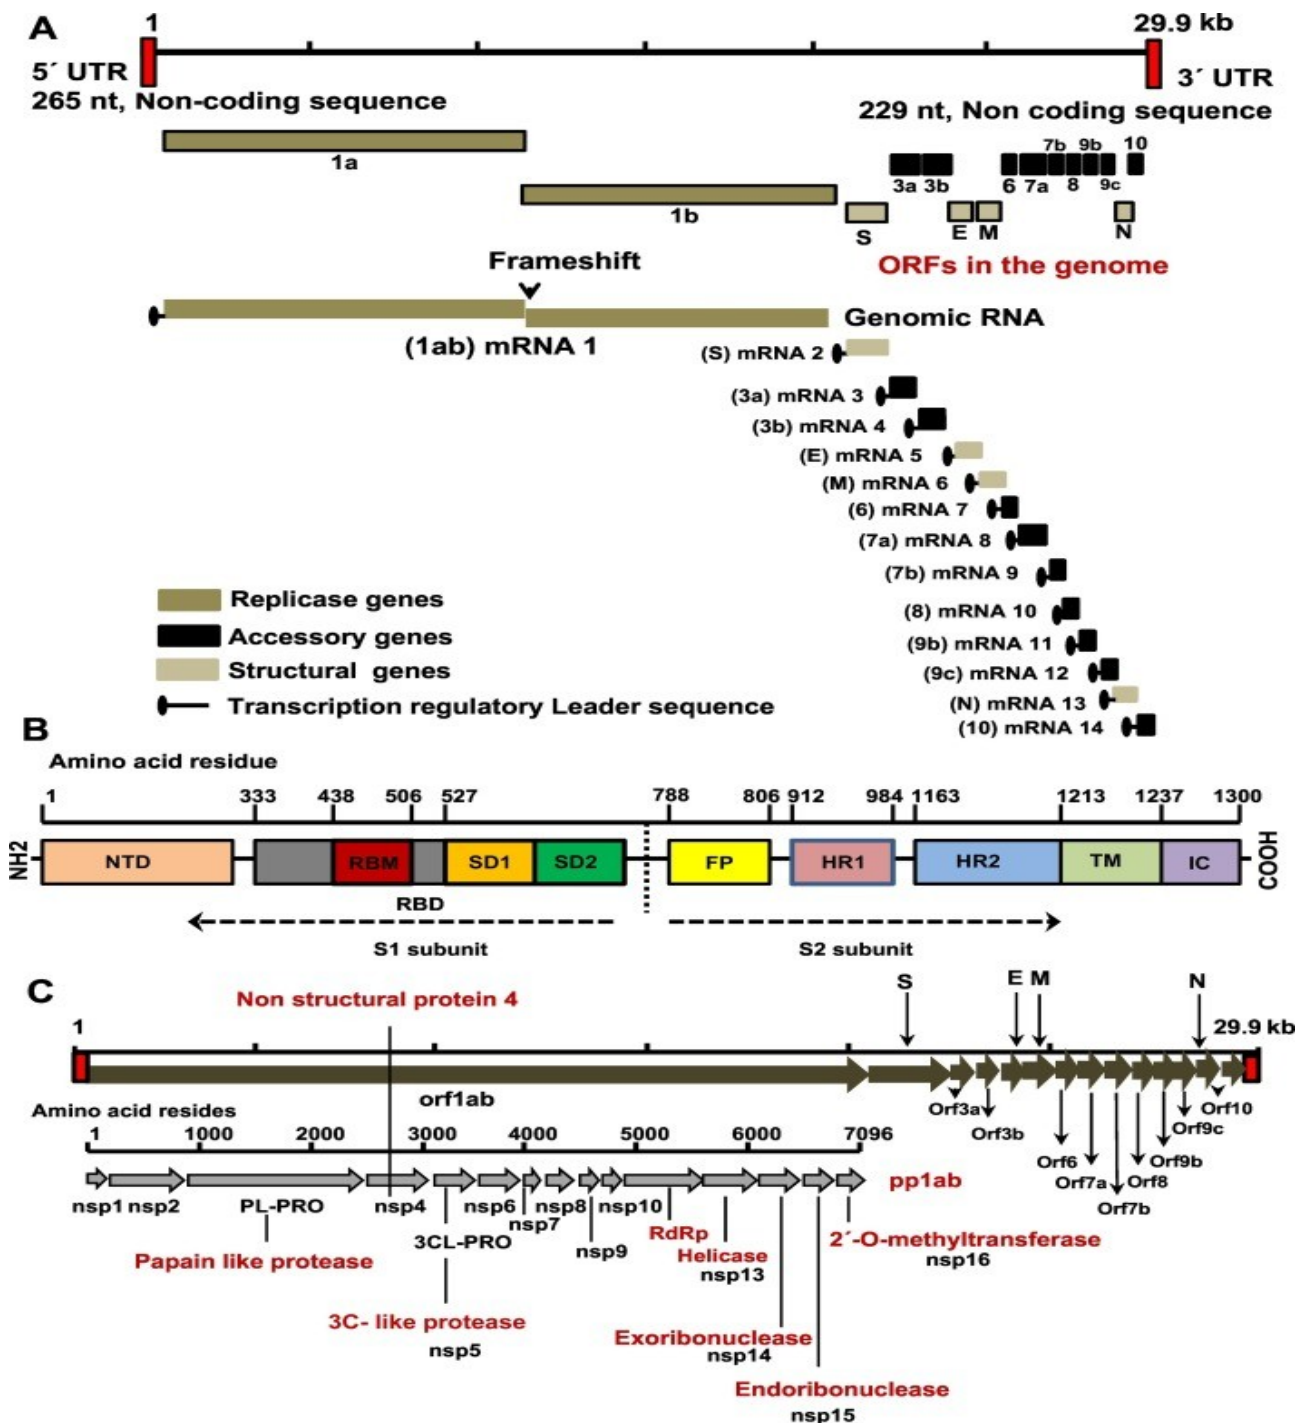 A
1
29.9 kb
5´ UTR
3´ UTR
265 nt, Non-coding sequence
229 nt, Non coding sequence
1a
7b 9b 10
3a 3b 6 7a 8 9c
1b
S E M N
ORFs in the genome
Frameshift
(1ab) mRNA 1
Genomic RNA
(S) mRNA 2
(3a) mRNA 3
(3b) mRNA 4
(E) mRNA 5
(M) mRNA 6
(6) mRNA 7
(7a) mRNA 8
(7b) mRNA 9
(8) mRNA 10
(9b) mRNA 11
(9c) mRNA 12
(N) mRNA 13
(10) mRNA 14
Replicase genes
Accessory genes
Structural genes
Transcription regulatory Leader sequence
B
Amino acid residue
1 333 438 506 527 788 806 912 984 1163 1213 1237 1300
NH2 NTD RBM SD1 SD2 FP HR1 HR2 TM IC COOH
RBD
S1 subunit S2 subunit
C
Non structural protein 4
S E M N
1 29.9 kb
orf1ab
Orf3a Orf10
Orf3b Orf9c
Orf6 Orf9b
Orf7a Orf8
Orf7b
Amino acid resides
1 1000 2000 3000 4000 5000 6000 7096
pp1ab
nsp1 nsp2 PL-PRO nsp4 nsp6 nsp8 nsp10
nsp7
3CL-PRO nsp9
Papain like protease
RdRp
Helicase
nsp13
2´-O-methyltransferase
nsp16
3C- like protease
nsp5
Exoribonuclease
nsp14
Endoribonuclease
nsp15